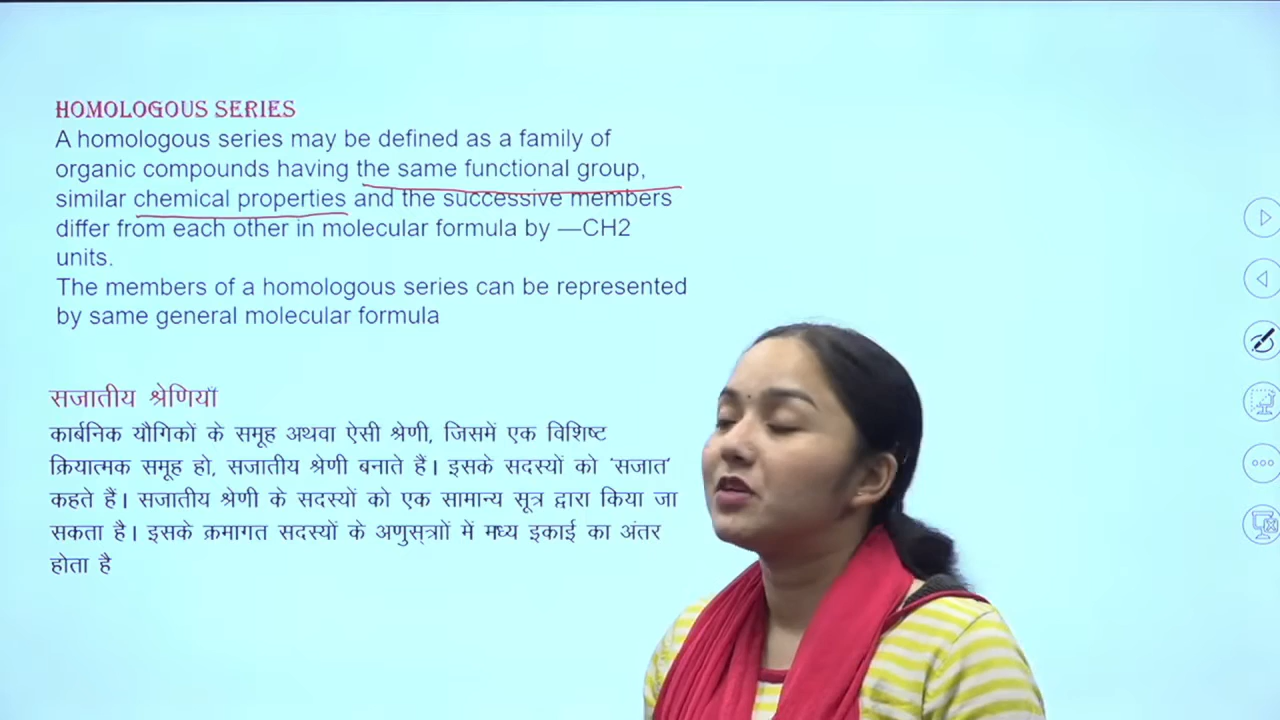 HOMOLOGOUS SERIES
A homologous series may be defined as a family of
organic compounds having the same functional group,
similar chemical properties and the successive members
differ from each other in molecular formula by —CH2
units.
The members of a homologous series can be represented
by same general molecular formula
सजातीय श्रेणियाँ
कार्बनिक यौगिकों के समूह अथवा ऐसी श्रेणी, जिसमें एक विशिष्ट
क्रियात्मक समूह हो, सजातीय श्रेणी बनाते हैं। इसके सदस्यों को 'सजात'
कहते हैं। सजातीय श्रेणी के सदस्यों को एक सामान्य सूत्र द्वारा किया जा
सकता है। इसके क्रमागत सदस्यों के अणुस्त्राों में मध्य इकाई का अंतर
होता है